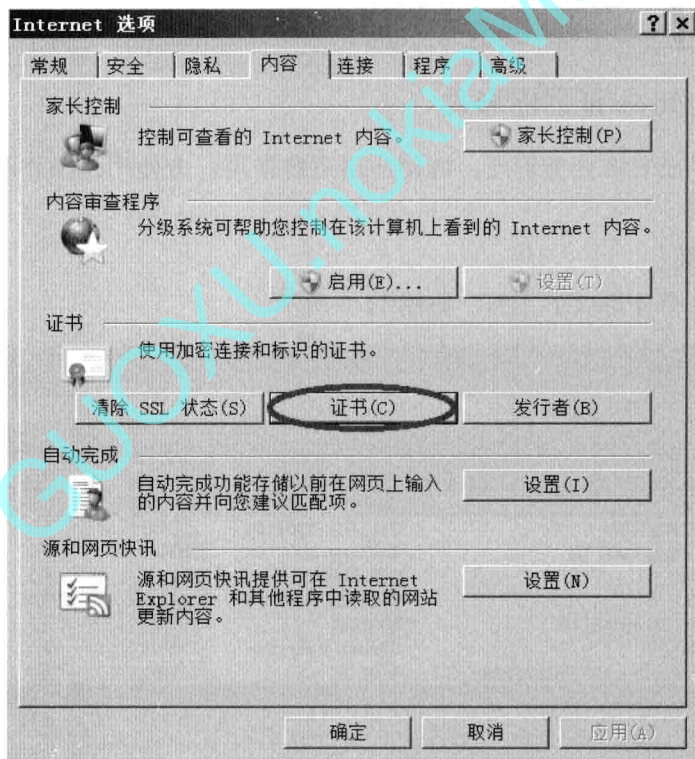 Internet 选项
常规 安全 隐私 内容 连接 程序 高级
家长控制
控制可查看的 Internet 内容。 家长控制(P)
内容审查程序
分级系统可帮助您控制在该计算机上看到的 Internet 内容。
启用(E)... 设置(T)
证书
使用加密连接和标识的证书。
清除 SSL 状态(S) 证书(C) 发行者(B)
自动完成
自动完成功能存储以前在网页上输入 设置(I)
的内容并向您建议匹配项。
源和网页快讯
源和网页快讯提供可在 Internet 设置(N)
Explorer 和其他程序中读取的网站
更新内容。
确定 取消 应用(A)
GUOXU.nokiaM